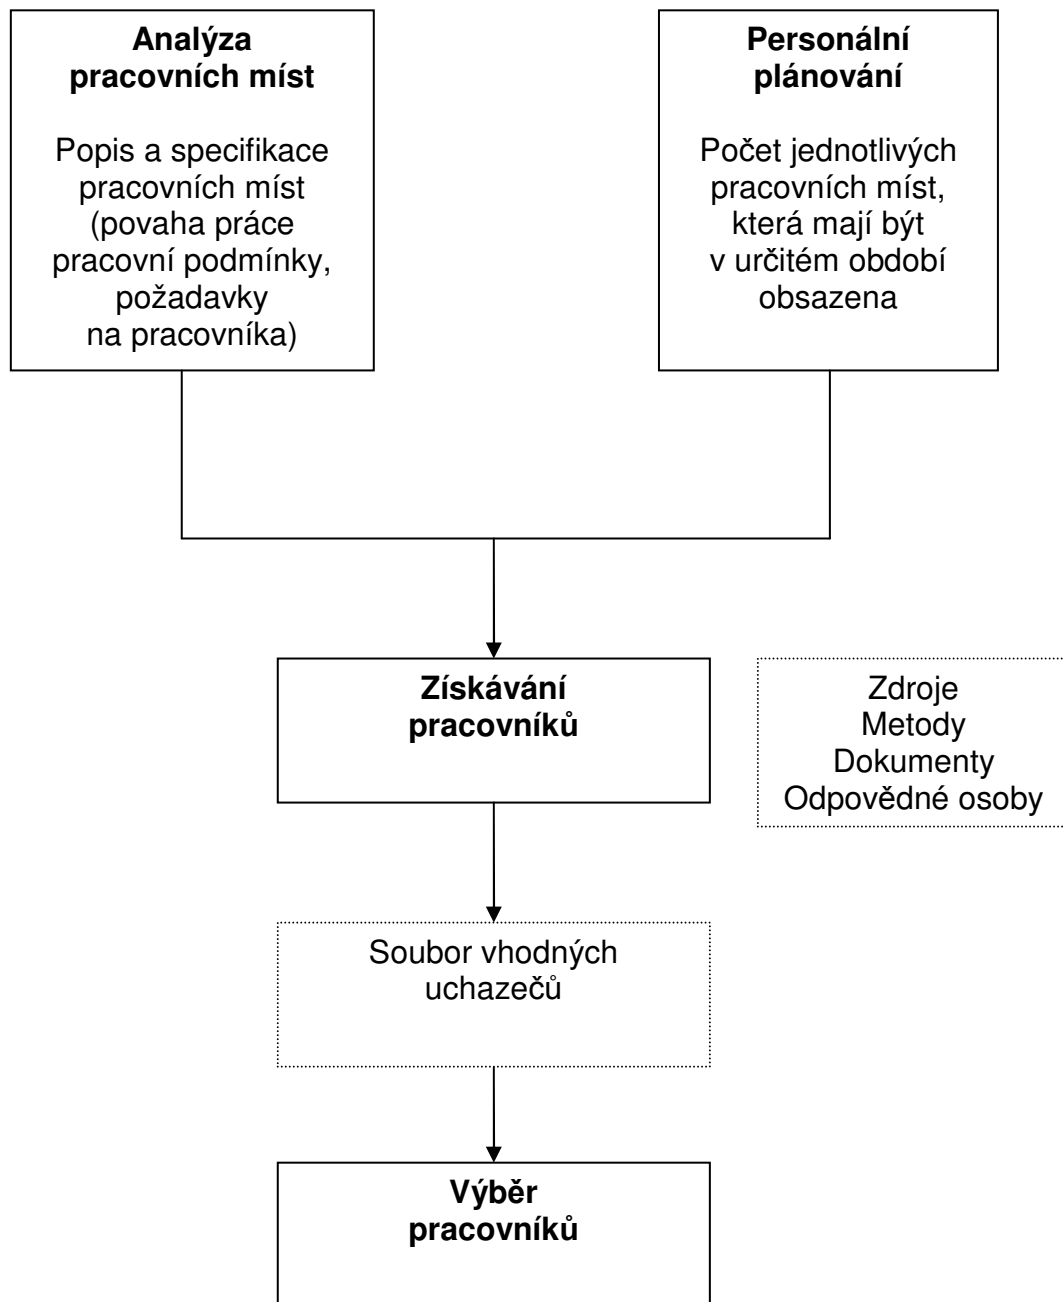 Analýza
pracovních míst
Popis a specifikace
pracovních míst
(povaha práce
pracovní podmínky,
požadavky
na pracovníka)
Personální
plánování
Počet jednotlivých
pracovních míst,
která mají být
v určitém období
obsazena
Získávání
pracovníků
Zdroje
Metody
Dokumenty
Odpovědné osoby
Soubor vhodných
uchazečů
Výběr
pracovníků